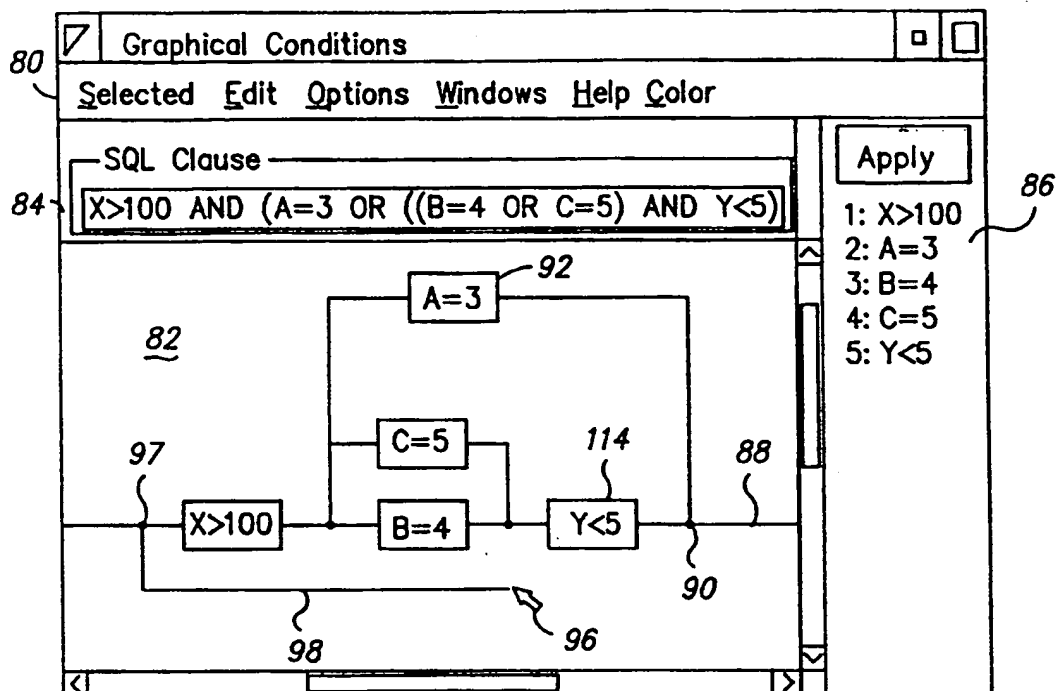 Graphical Conditions
80
Selected Edit Options Windows Help Color
SQL Clause
Apply
84
X>100 AND (A=3 OR ((B=4 OR C=5) AND Y<5)
86
1: X>100
2: A=3
3: B=4
4: C=5
5: Y<5
92
A=3
82
C=5
97
114
88
X>100
B=4
Y<5
90
98
96